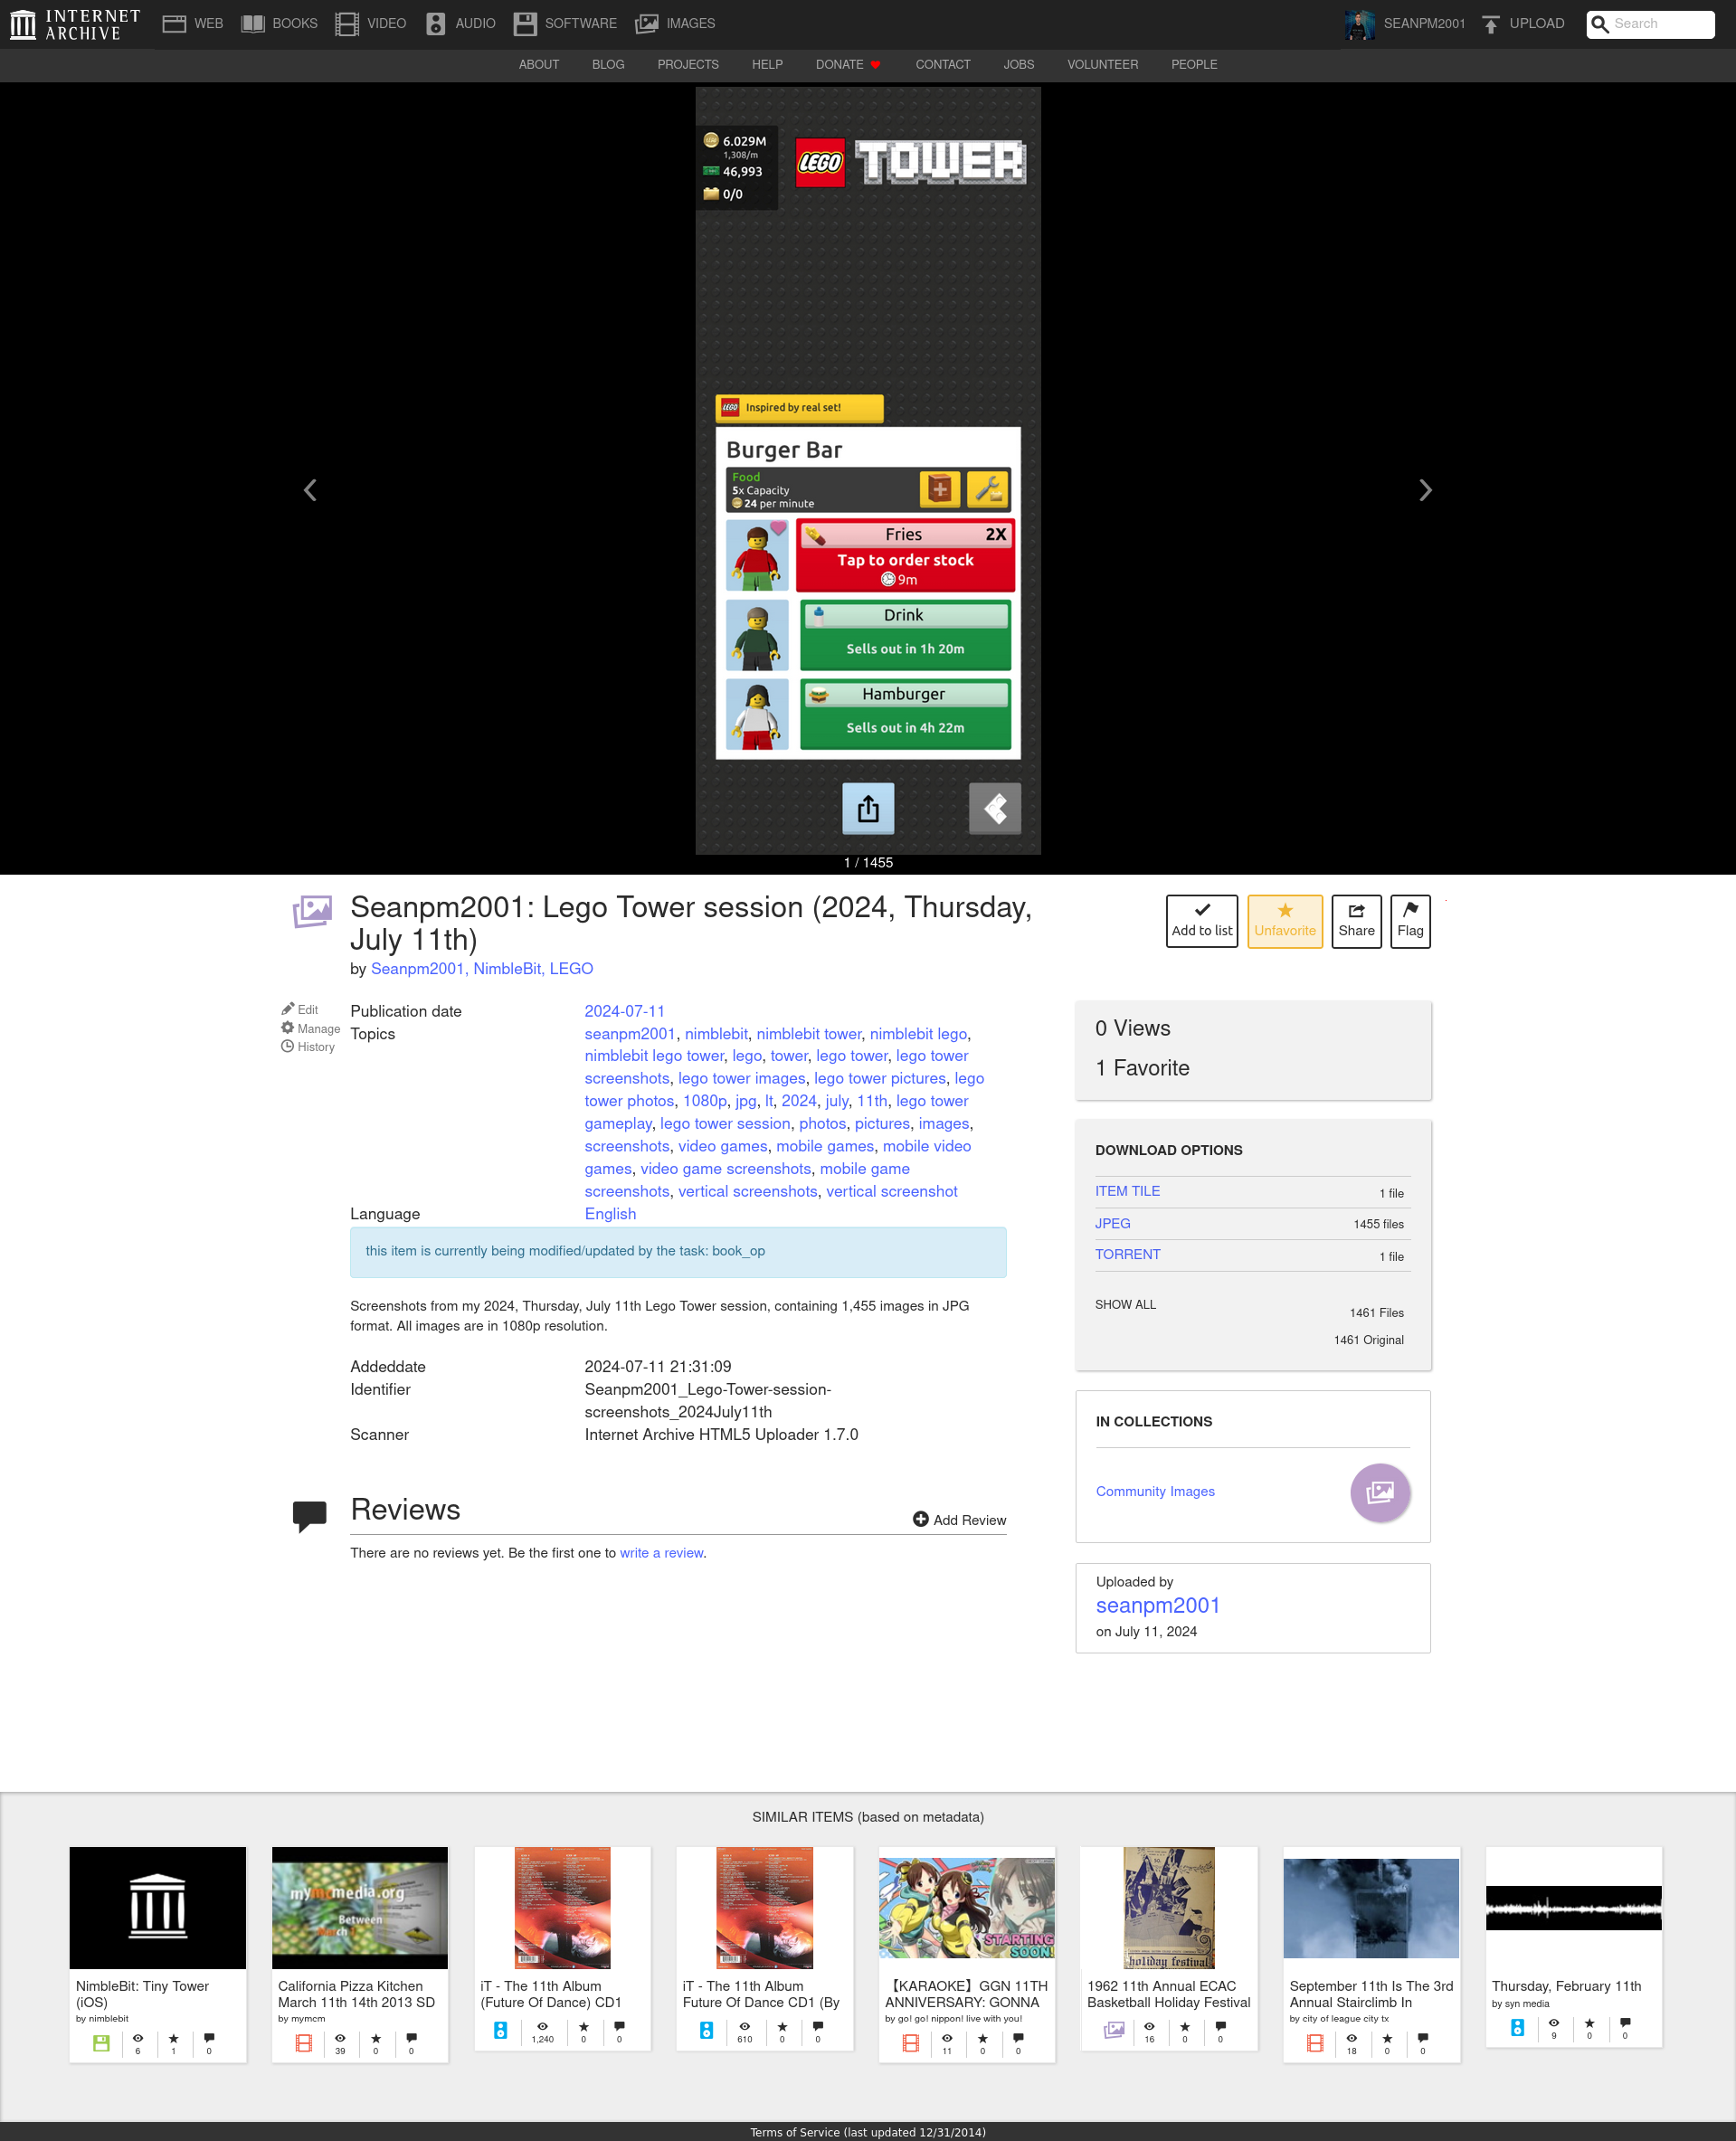 INTERNET ARCHIVE
WEB BOOKS VIDEO AUDIO SOFTWARE IMAGES SEANPM2001 UPLOAD Search
ABOUT BLOG PROJECTS HELP DONATE CONTACT JOBS VOLUNTEER PEOPLE
6.029M
1,308/m
46,993
0/0
LEGO TOWER
LEGO Inspired by real set!
Burger Bar
Food
5x Capacity
24 per minute
Fries 2X
Tap to order stock
9m
Drink
Sells out in 1h 20m
Hamburger
Sells out in 4h 22m
1 / 1455
Seanpm2001: Lego Tower session (2024, Thursday,
July 11th)
by Seanpm2001, NimbleBit, LEGO
Add to list Unfavorite Share Flag
Edit
Manage
History
Publication date 2024-07-11
Topics seanpm2001, nimblebit, nimblebit tower, nimblebit lego,
nimblebit lego tower, lego, tower, lego tower, lego tower
screenshots, lego tower images, lego tower pictures, lego
tower photos, 1080p, jpg, lt, 2024, july, 11th, lego tower
gameplay, lego tower session, photos, pictures, images,
screenshots, video games, mobile games, mobile video
games, video game screenshots, mobile game
screenshots, vertical screenshots, vertical screenshot
Language English
this item is currently being modified/updated by the task: book_op
Screenshots from my 2024, Thursday, July 11th Lego Tower session, containing 1,455 images in JPG
format. All images are in 1080p resolution.
Addeddate 2024-07-11 21:31:09
Identifier Seanpm2001_Lego-Tower-session-
screenshots_2024July11th
Scanner Internet Archive HTML5 Uploader 1.7.0
Reviews
Add Review
There are no reviews yet. Be the first one to write a review.
0 Views
1 Favorite
DOWNLOAD OPTIONS
ITEM TILE 1 file
JPEG 1455 files
TORRENT 1 file
SHOW ALL 1461 Files
1461 Original
IN COLLECTIONS
Community Images
Uploaded by
seanpm2001
on July 11, 2024
SIMILAR ITEMS (based on metadata)
NimbleBit: Tiny Tower
(iOS)
by nimblebit
6 1 0
mymcmedia.org
Between
March
California Pizza Kitchen
March 11th 14th 2013 SD
by mymcm
39 0 0
iT - The 11th Album
(Future Of Dance) CD1
1,240 0 0
iT - The 11th Album
Future Of Dance CD1 (By
610 0 0
STARTING
SOON!
【KARAOKE】GGN 11TH
ANNIVERSARY: GONNA
by go! go! nippon! live with you!
11 0 0
holiday festival
1962 11th Annual ECAC
Basketball Holiday Festival
16 0 0
September 11th Is The 3rd
Annual Stairclimb In
by city of league city tx
18 0 0
Thursday, February 11th
by syn media
9 0 0
Terms of Service (last updated 12/31/2014)